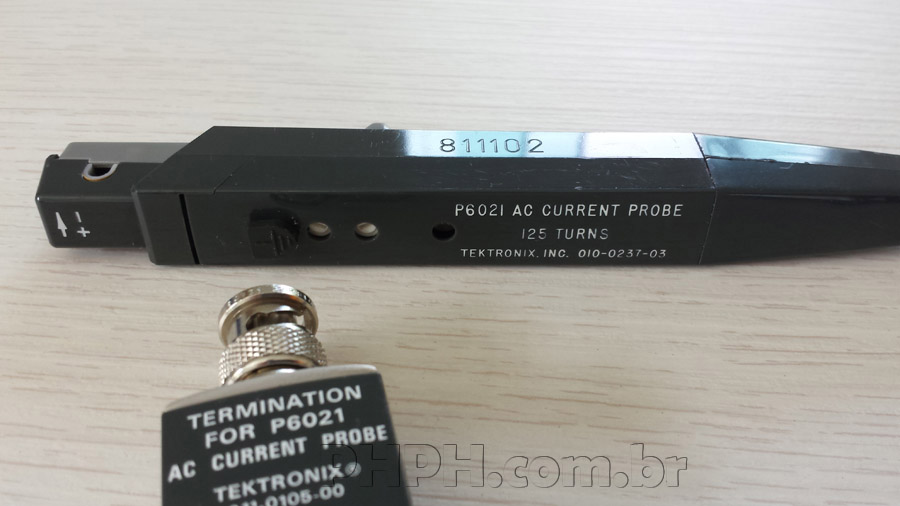 811102
P6021 AC CURRENT PROBE
125 TURNS
TEKTRONIX, INC. 010-0237-03
- +
TERMINATION
FOR P6021
AC CURRENT PROBE
TEKTRONIX®
PHPH.com.br